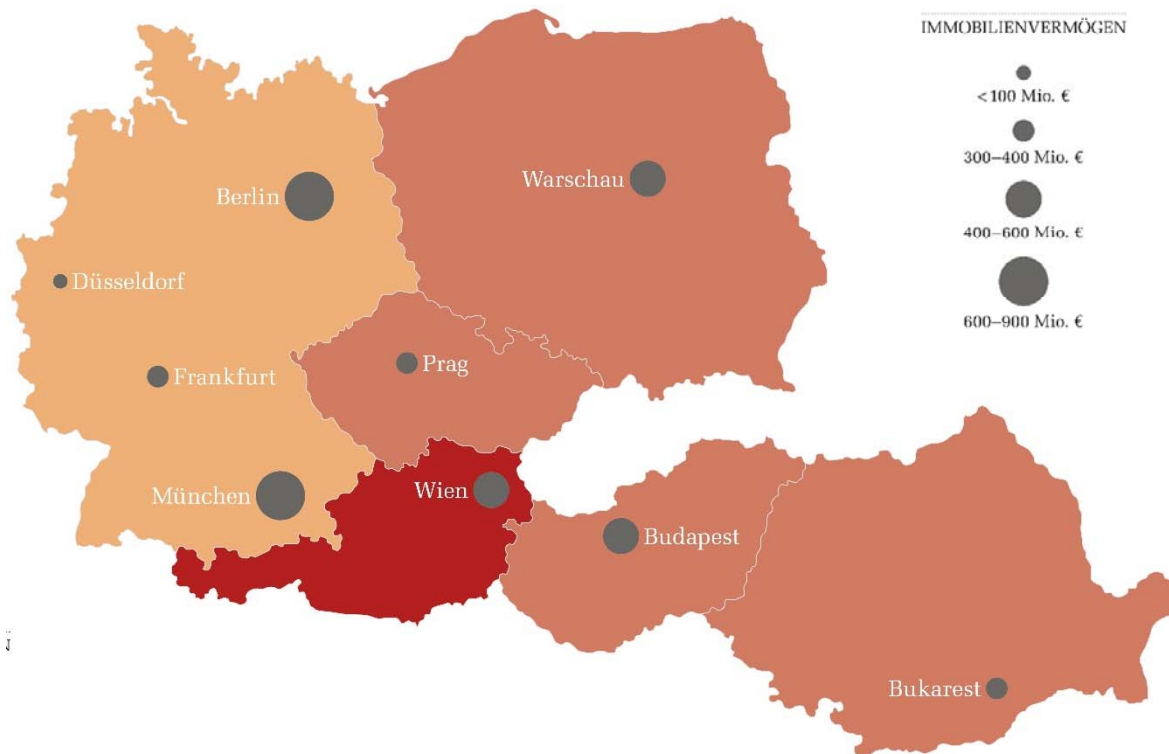 IMMOBILIENVERMÖGEN
<100 Mio. €
300–400 Mio. €
400–600 Mio. €
600–900 Mio. €
Berlin
Warschau
Düsseldorf
Prag
Frankfurt
München
Wien
Budapest
Bukarest
N